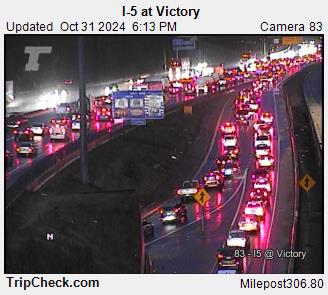 I-5 at Victory
Updated Oct 31 2024 6:13 PM Camera 83
T
N
83 - I5 @ Victory
TripCheck.com Milepost306.80